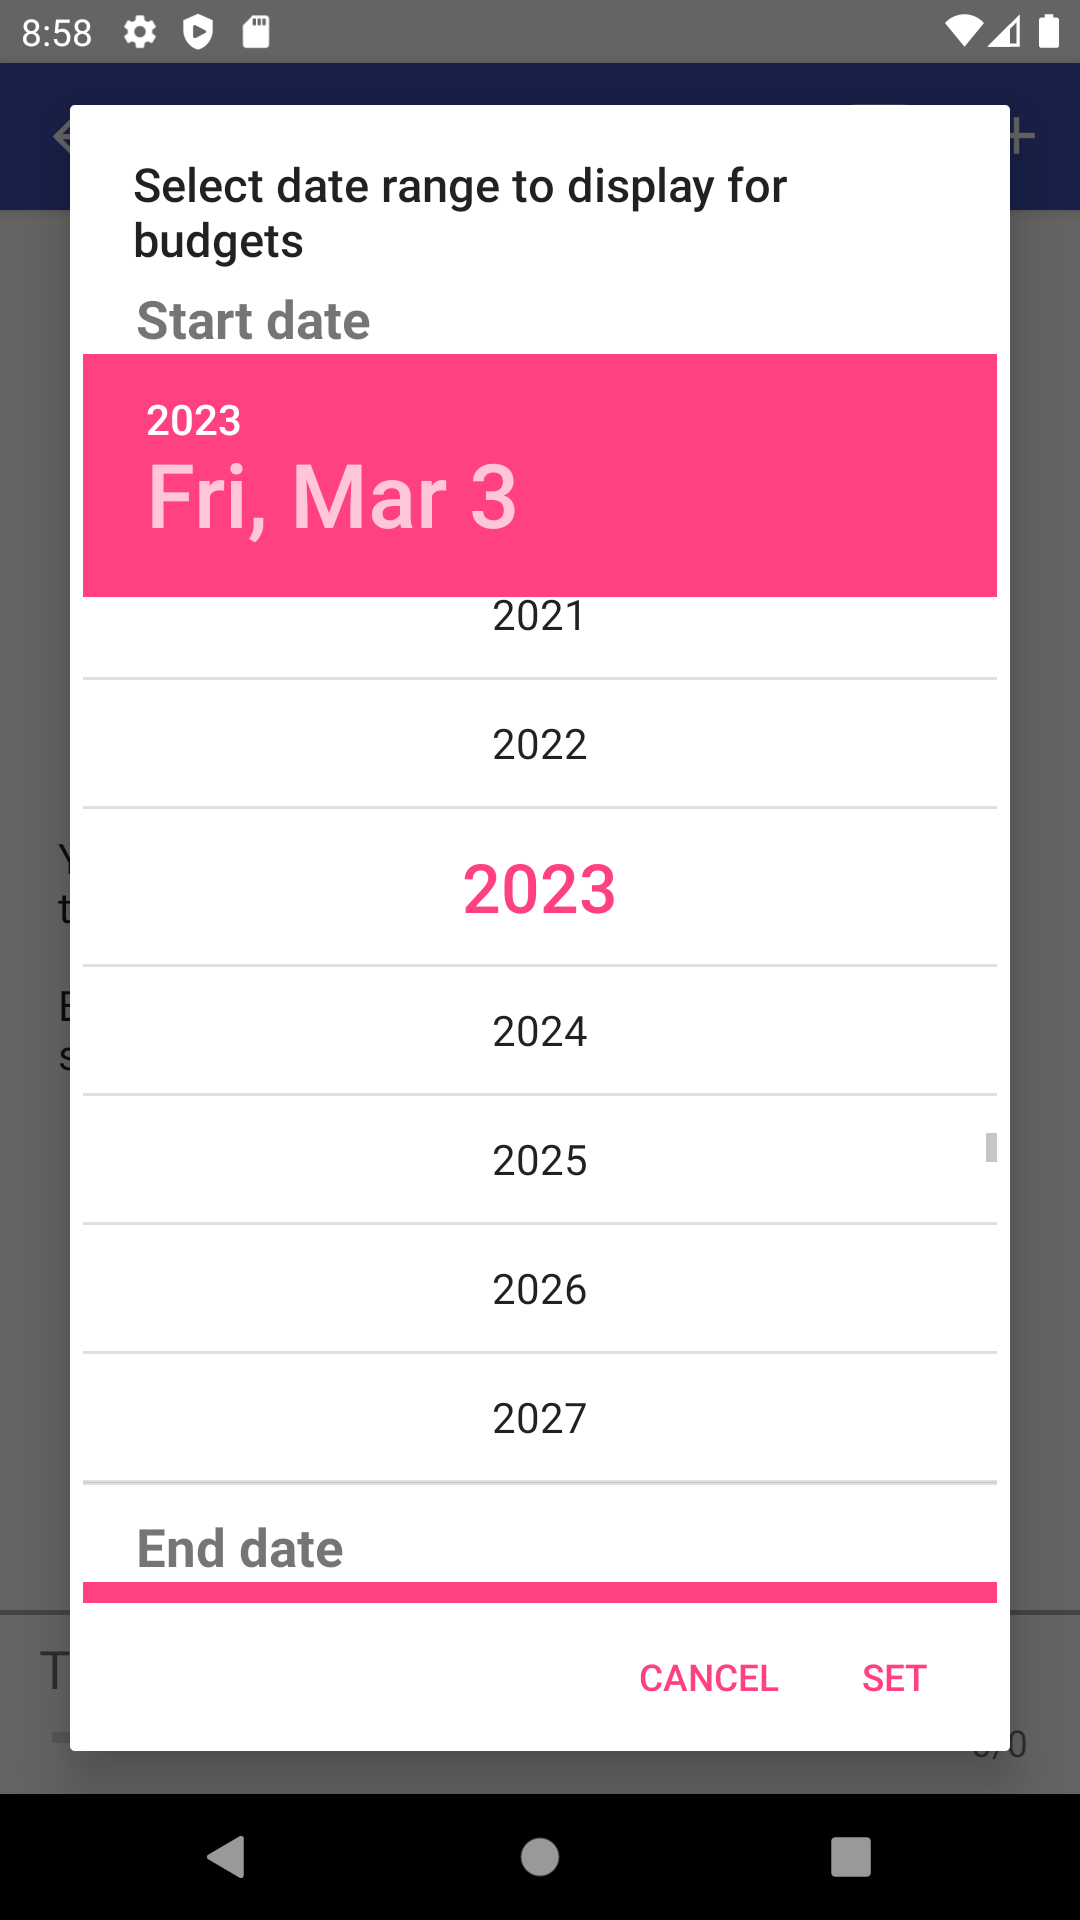 8:58
Select date range to display for
budgets
Start date
2023
Fri, Mar 3
2021
2022
2023
2024
2025
2026
2027
End date
CANCEL SET